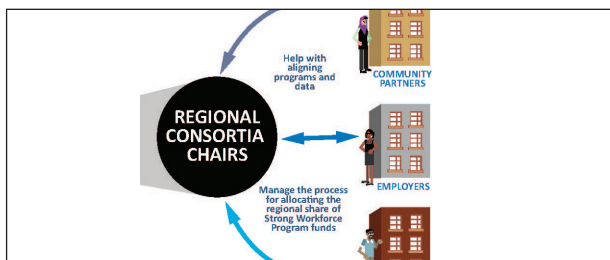 Help with
aligning programs
and data
COMMUNITY
PARTNERS
REGIONAL
CONSORTIA
CHAIRS
EMPLOYERS
Manage the process
for allocating the
regional share of
Strong Workforce
Program funds